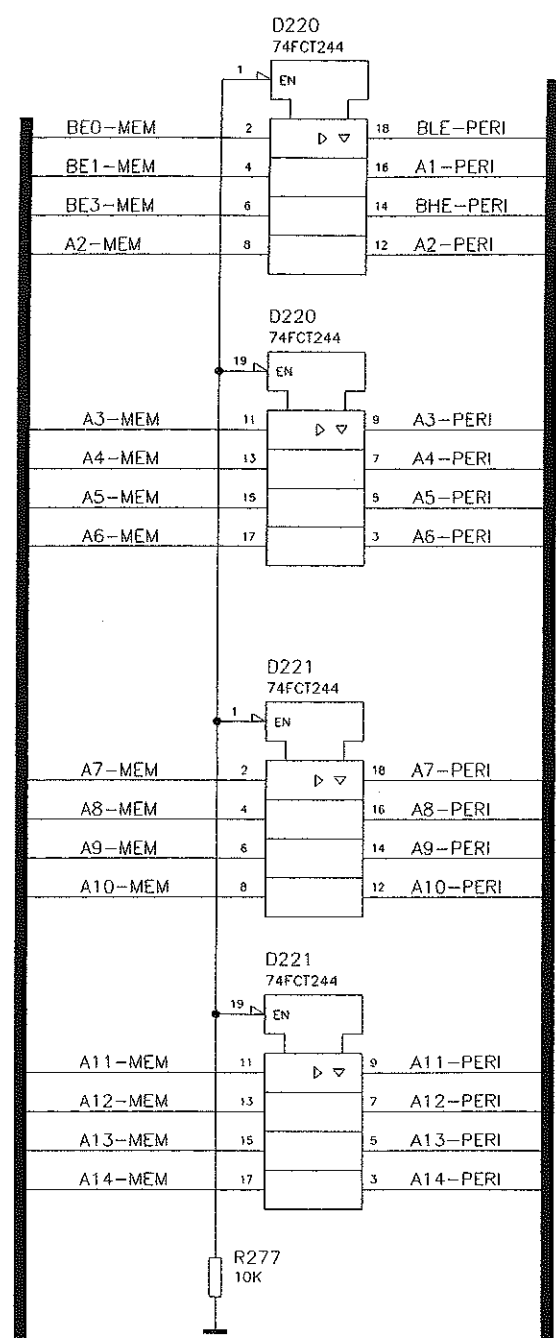 D220
74FCT244
1 EN
BE0-MEM 2 18 BLE-PERI
BE1-MEM 4 16 A1-PERI
BE3-MEM 6 14 BHE-PERI
A2-MEM 8 12 A2-PERI
D220
74FCT244
19 EN
A3-MEM 11 9 A3-PERI
A4-MEM 13 7 A4-PERI
A5-MEM 15 5 A5-PERI
A6-MEM 17 3 A6-PERI
D221
74FCT244
1 EN
A7-MEM 2 18 A7-PERI
A8-MEM 4 16 A8-PERI
A9-MEM 6 14 A9-PERI
A10-MEM 8 12 A10-PERI
D221
74FCT244
19 EN
A11-MEM 11 9 A11-PERI
A12-MEM 13 7 A12-PERI
A13-MEM 15 5 A13-PERI
A14-MEM 17 3 A14-PERI
R277
10K